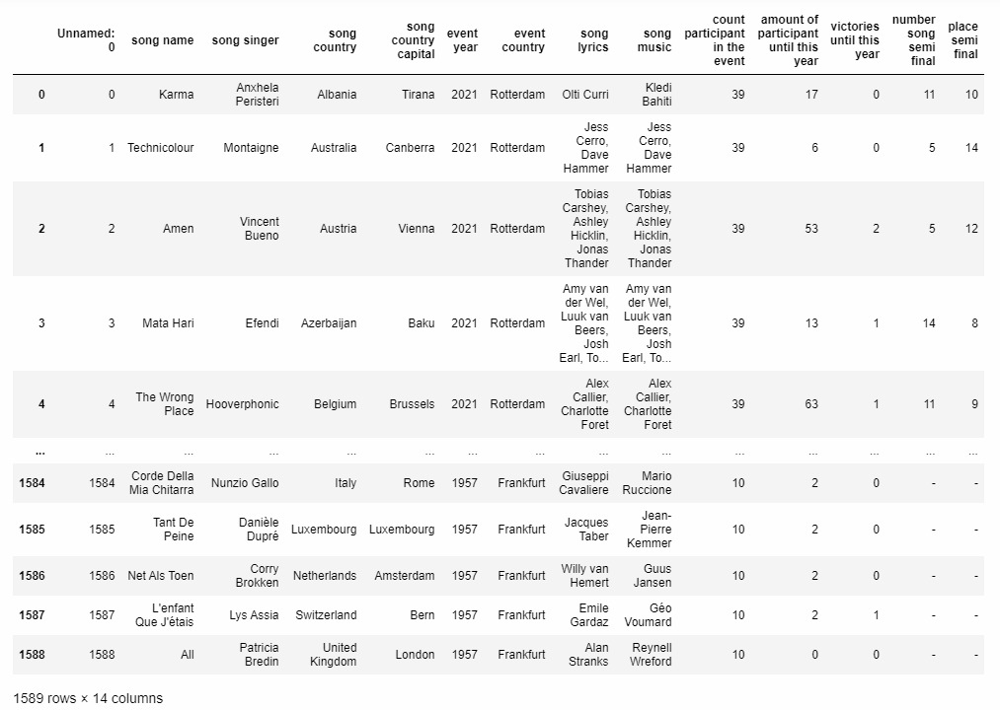 Unnamed: 0 song name song singer song country song country capital event year event country song lyrics song music count participant in the event amount of participant until this year victories until this year number song semi final place semi final
0 0 Karma Anxhela Peristeri Albania Tirana 2021 Rotterdam Olti Curri Kledi Bahiti 39 17 0 11 10
1 1 Technicolour Montaigne Australia Canberra 2021 Rotterdam Jess Cerro, Dave Hammer Jess Cerro, Dave Hammer 39 6 0 5 14
2 2 Amen Vincent Bueno Austria Vienna 2021 Rotterdam Tobias Carshey, Ashley Hicklin, Jonas Thander Tobias Carshey, Ashley Hicklin, Jonas Thander 39 53 2 5 12
3 3 Mata Hari Efendi Azerbaijan Baku 2021 Rotterdam Amy van der Wel, Luuk van Beers, Josh Earl, To... Amy van der Wel, Luuk van Beers, Josh Earl, To... 39 13 1 14 8
4 4 The Wrong Place Hooverphonic Belgium Brussels 2021 Rotterdam Alex Callier, Charlotte Foret Alex Callier, Charlotte Foret 39 63 1 11 9
... ... ... ... ... ... ... ... ... ... ... ... ... ... ...
1584 1584 Corde Della Mia Chitarra Nunzio Gallo Italy Rome 1957 Frankfurt Giuseppi Cavaliere Mario Ruccione 10 2 0 - -
1585 1585 Tant De Peine Danièle Dupré Luxembourg Luxembourg 1957 Frankfurt Jacques Taber Jean-Pierre Kemmer 10 2 0 - -
1586 1586 Net Als Toen Corry Brokken Netherlands Amsterdam 1957 Frankfurt Willy van Hemert Guus Jansen 10 2 0 - -
1587 1587 L'enfant Que J'étais Lys Assia Switzerland Bern 1957 Frankfurt Emile Gardaz Géo Voumard 10 2 1 - -
1588 1588 All Patricia Bredin United Kingdom London 1957 Frankfurt Alan Stranks Reynell Wreford 10 0 0 - -
1589 rows × 14 columns